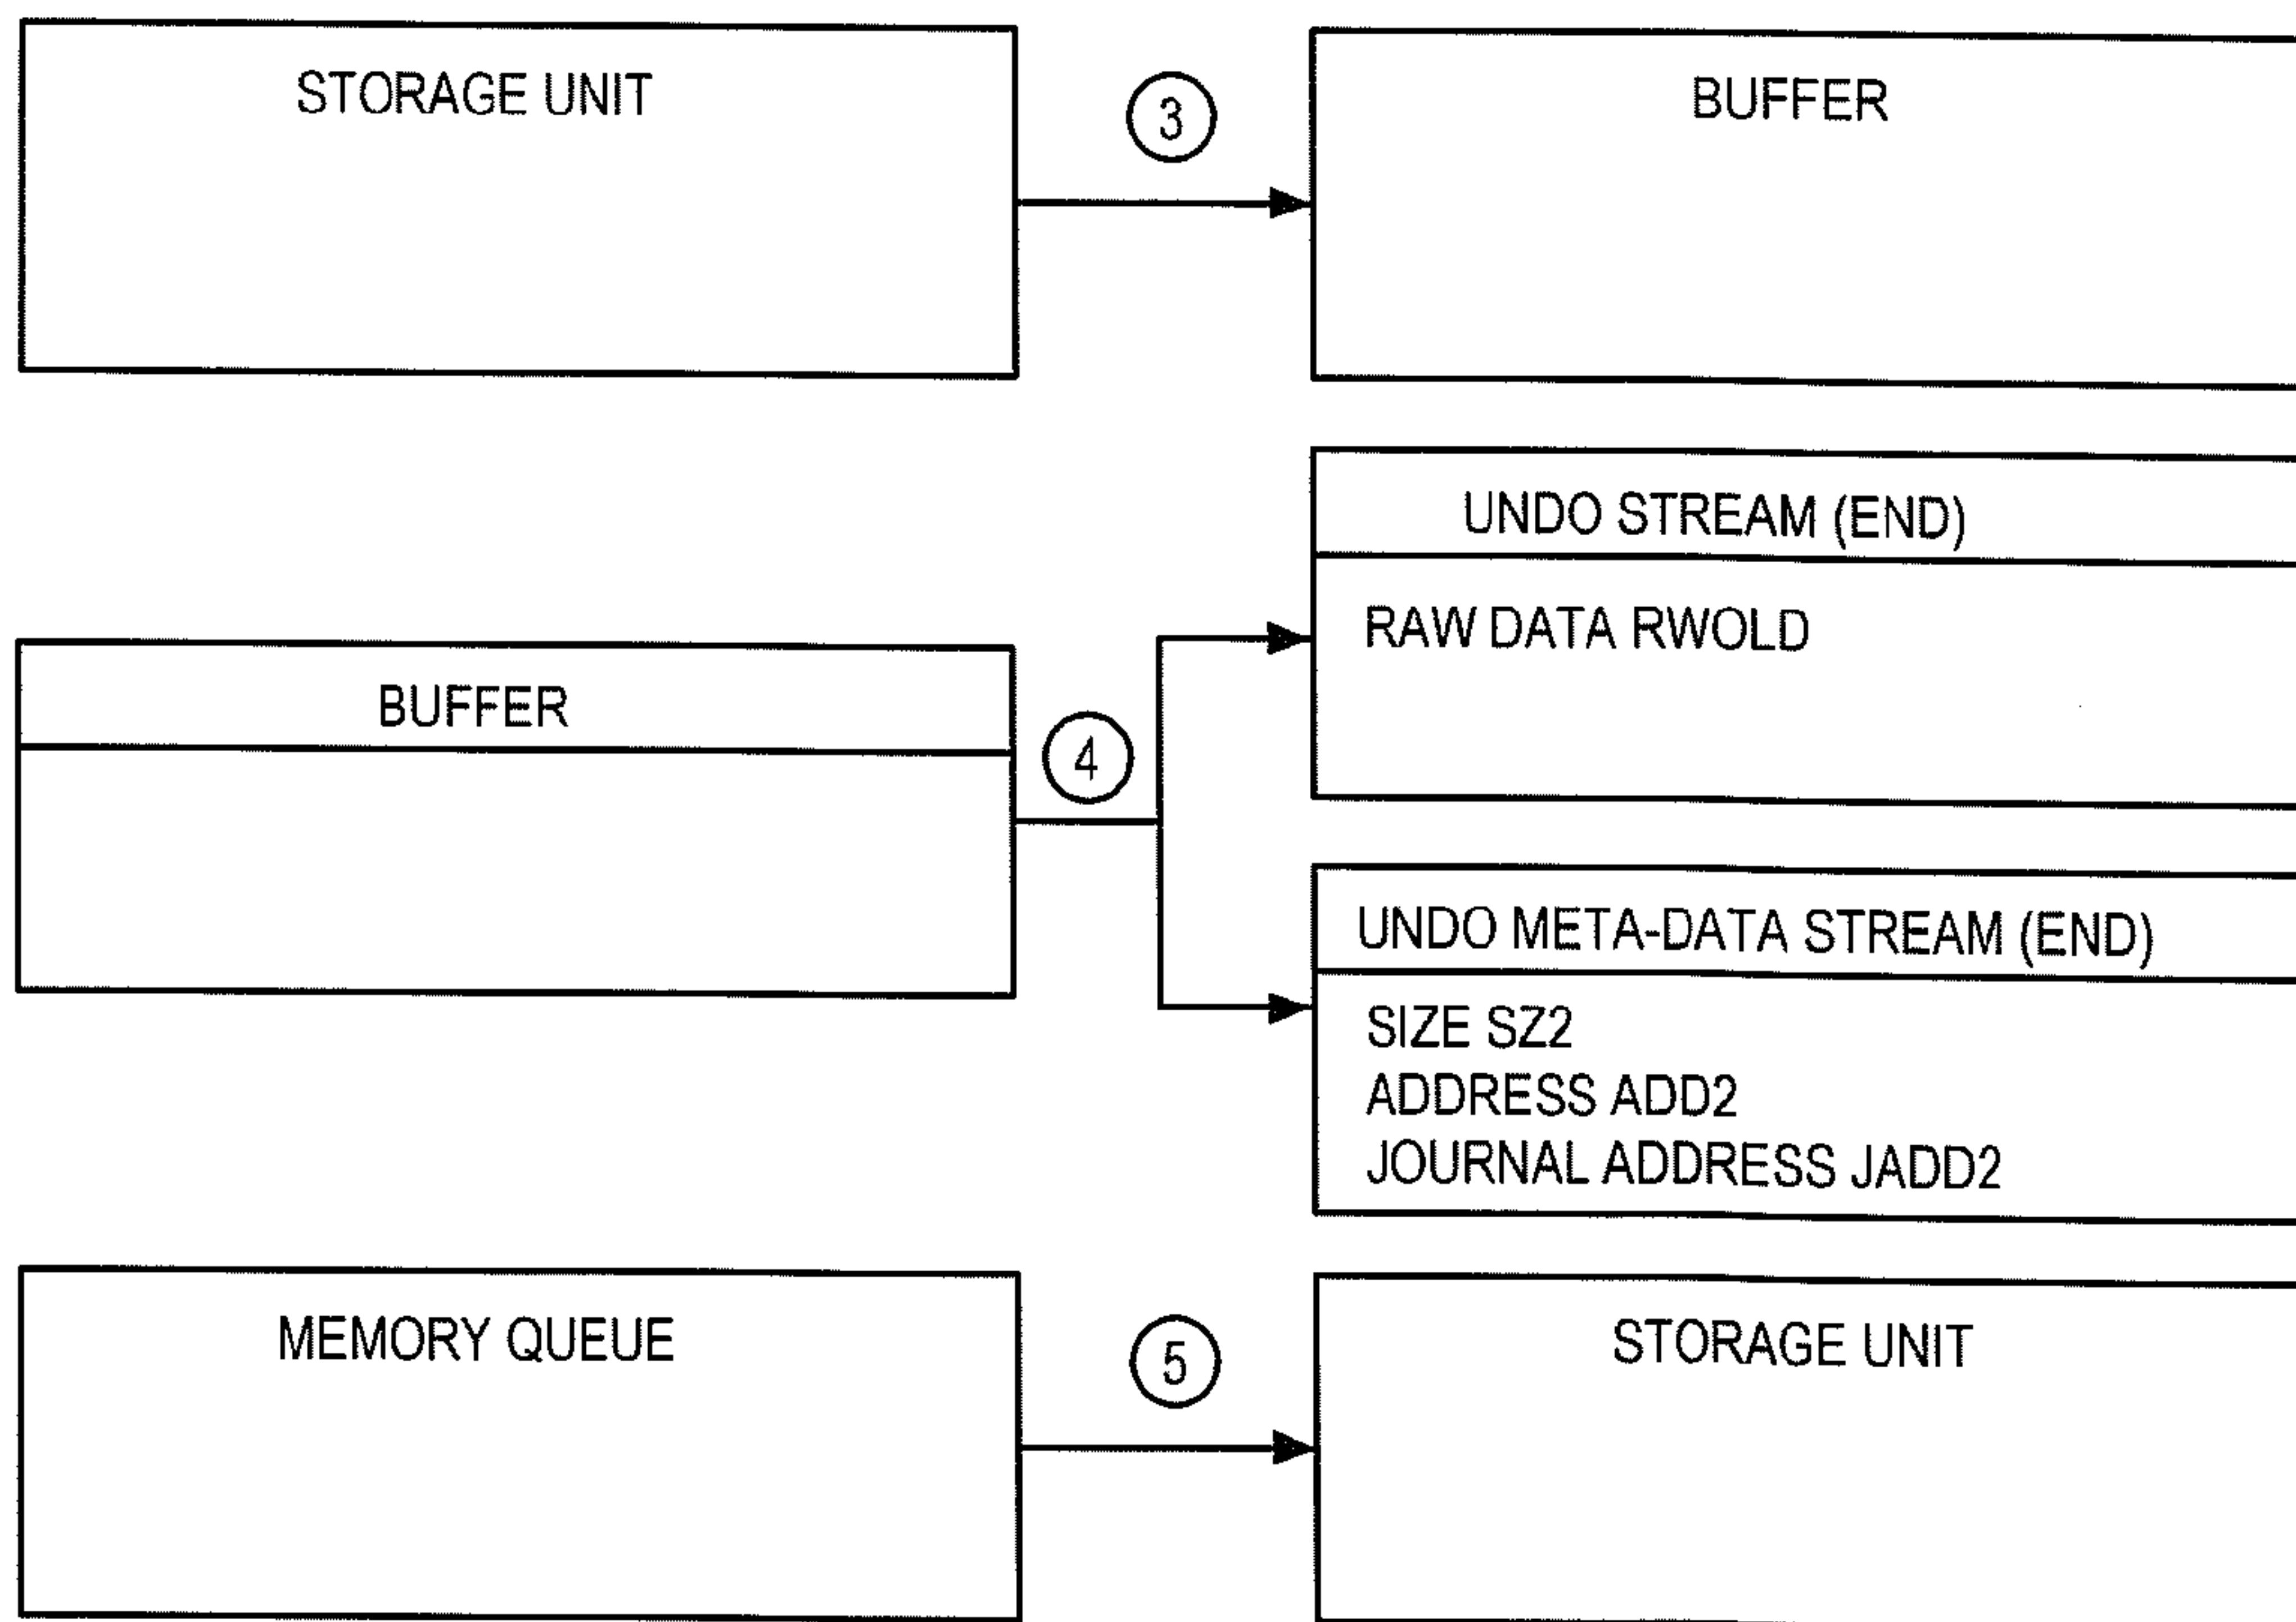 STORAGE UNIT
3
BUFFER
UNDO STREAM (END)
RAW DATA RWOLD
BUFFER
4
UNDO META-DATA STREAM (END)
SIZE SZ2
ADDRESS ADD2
JOURNAL ADDRESS JADD2
MEMORY QUEUE
5
STORAGE UNIT